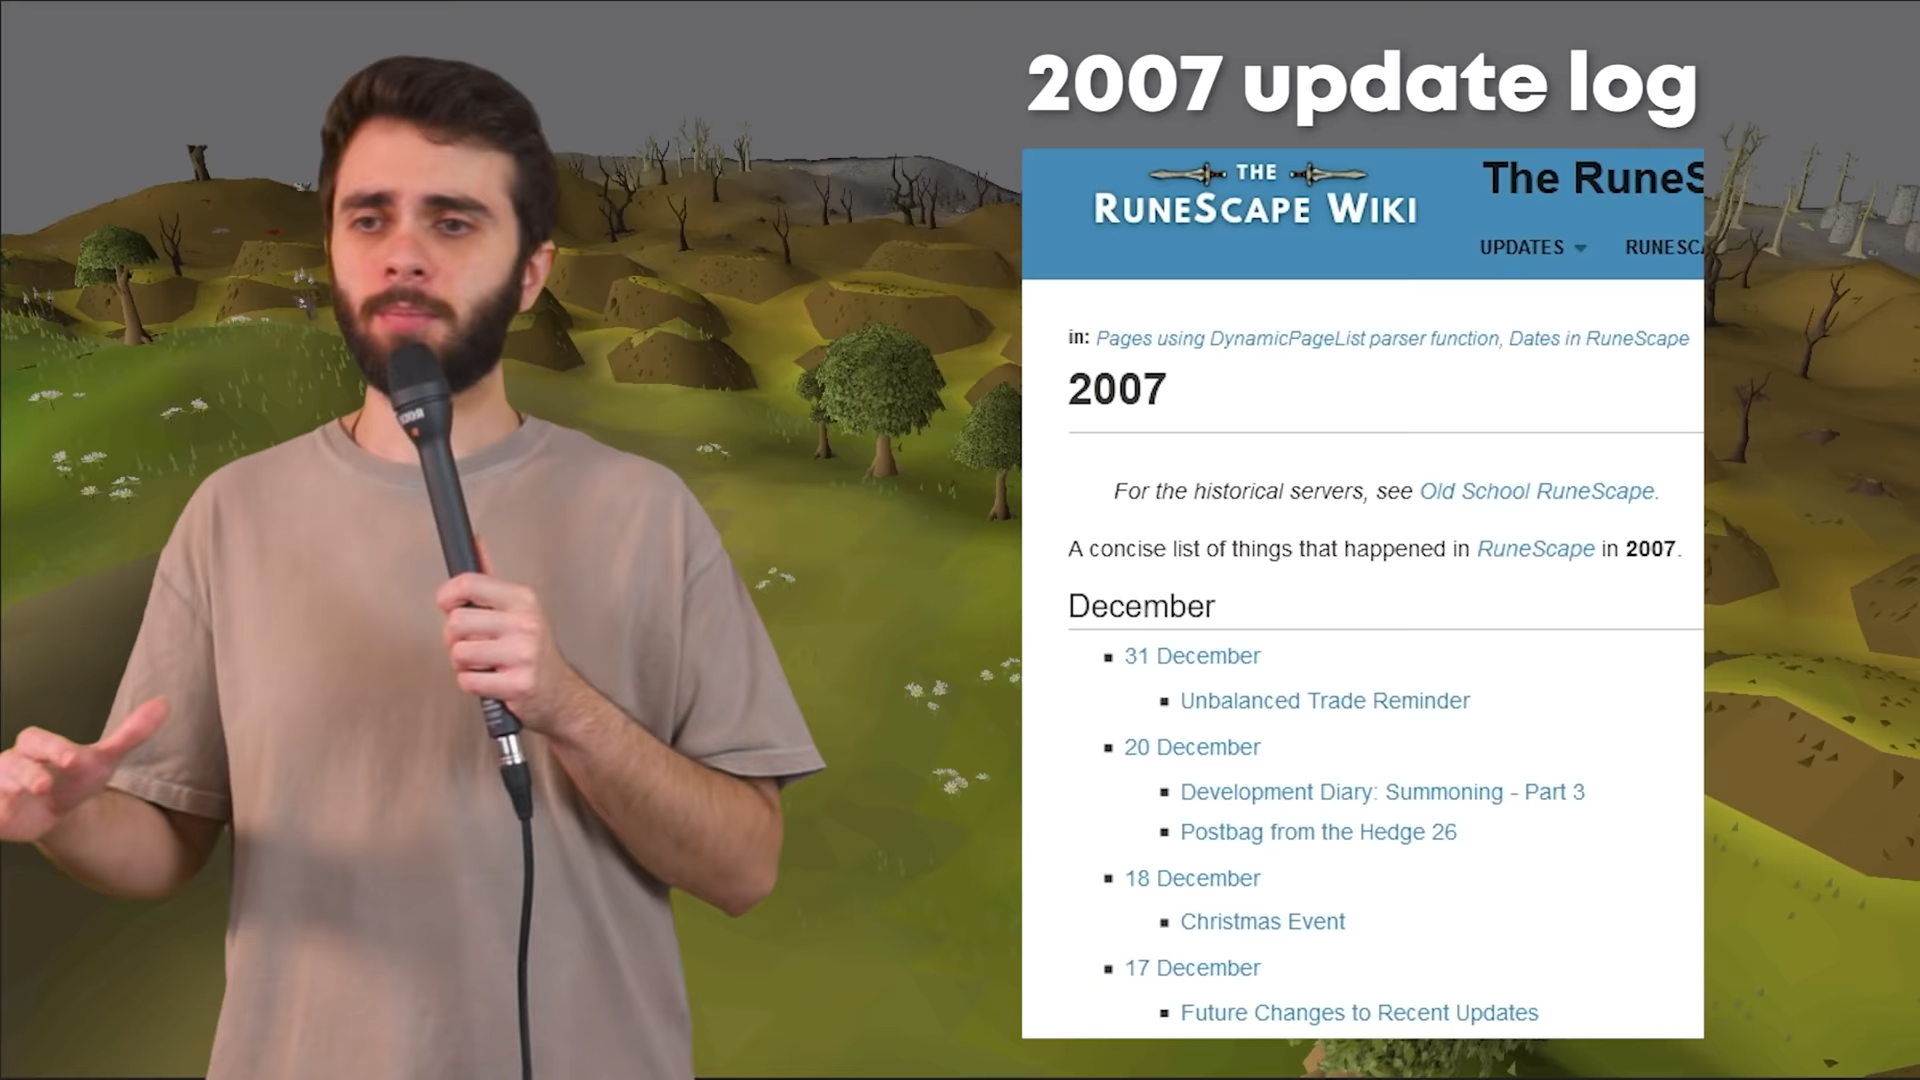 2007 update log
THE
RUNESCAPE WIKI
The RuneS
UPDATES
RUNESCA
in: Pages using DynamicPageList parser function, Dates in RuneScape
2007
For the historical servers, see Old School RuneScape.
A concise list of things that happened in RuneScape in 2007.
December
31 December
Unbalanced Trade Reminder
20 December
Development Diary: Summoning - Part 3
Postbag from the Hedge 26
18 December
Christmas Event
17 December
Future Changes to Recent Updates